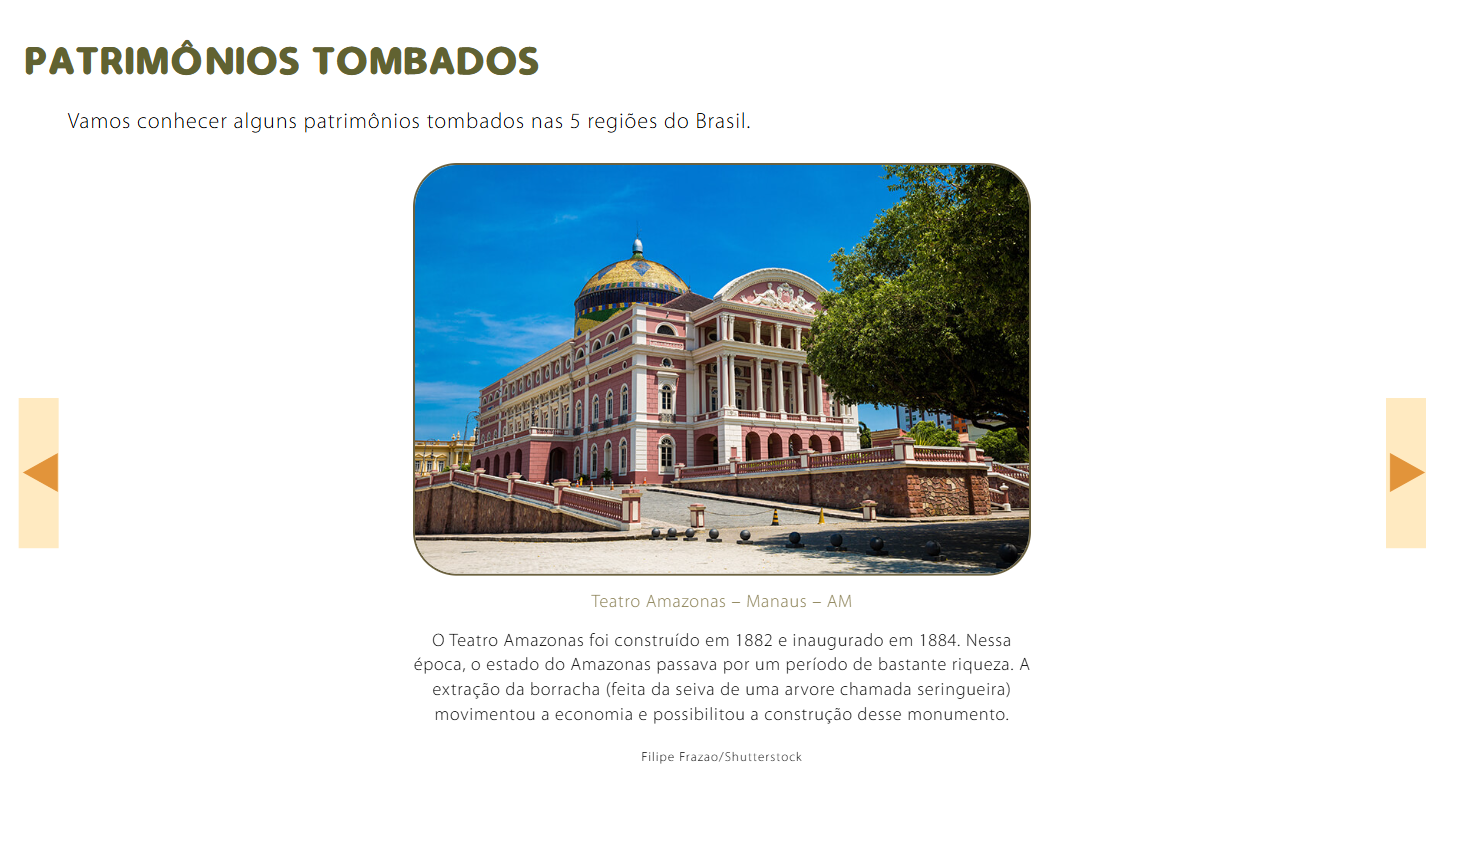 PATRIMÔNIOS TOMBADOS
Vamos conhecer alguns patrimônios tombados nas 5 regiões do Brasil.
Teatro Amazonas – Manaus – AM
O Teatro Amazonas foi construído em 1882 e inaugurado em 1884. Nessa
época, o estado do Amazonas passava por um período de bastante riqueza. A
extração da borracha (feita da seiva de uma arvore chamada seringueira)
movimentou a economia e possibilitou a construção desse monumento.
Filipe Frazao/Shutterstock